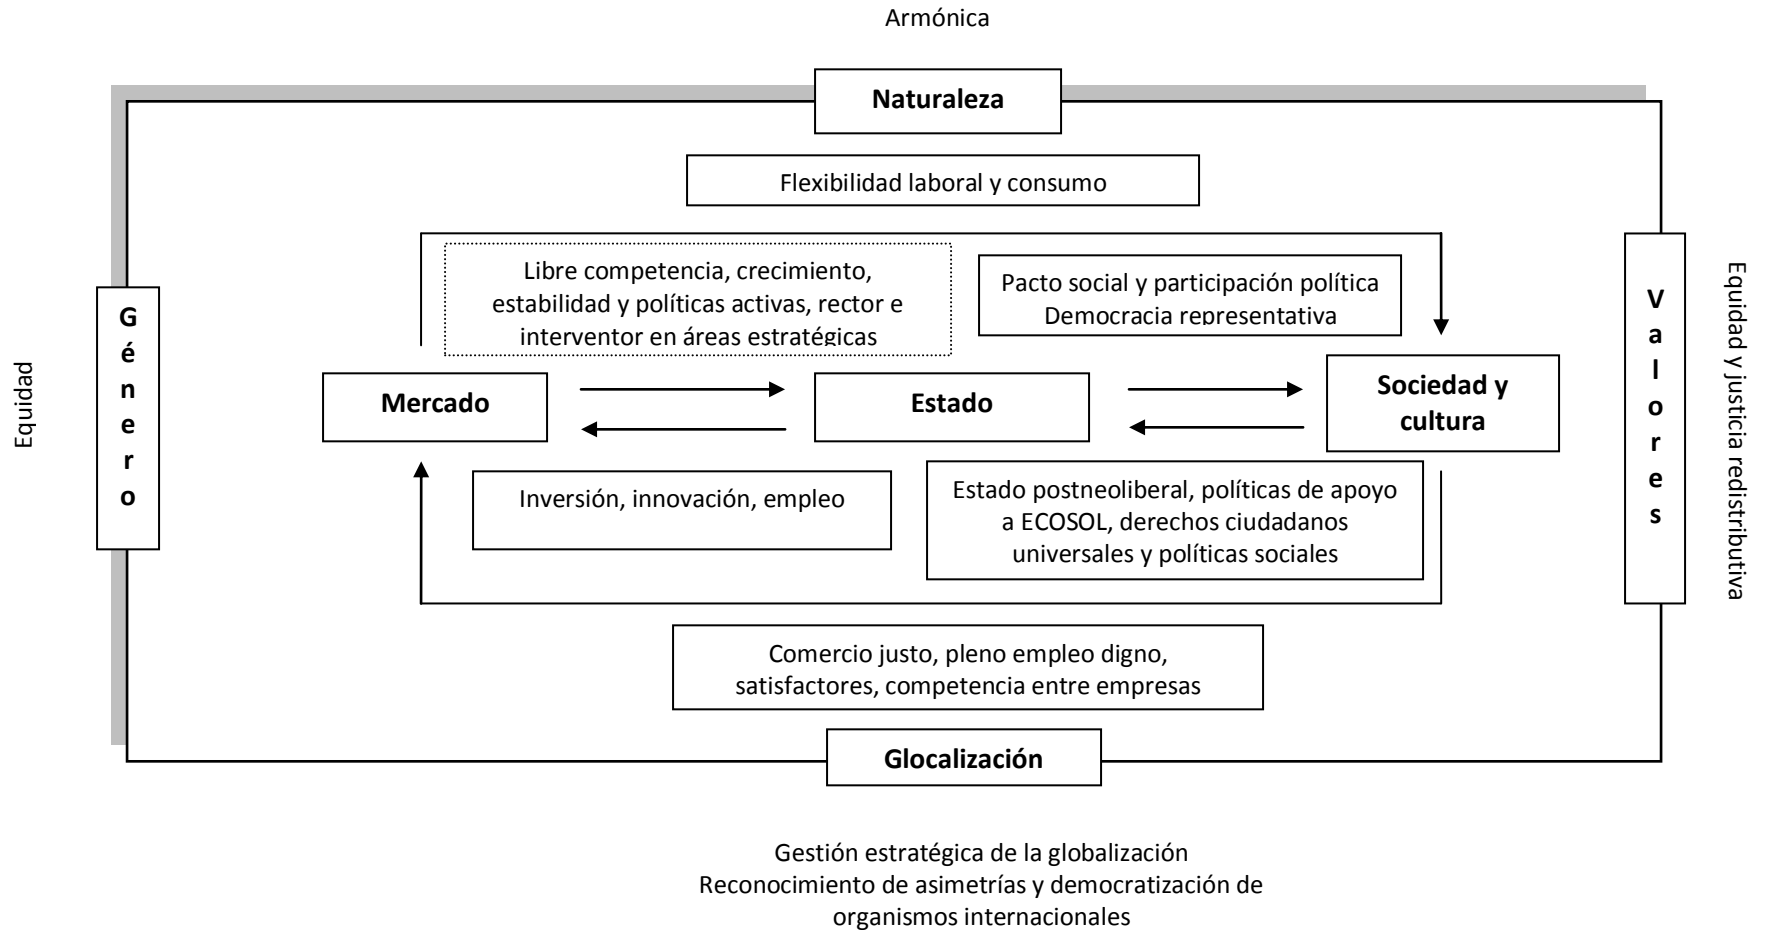 Armónica
Naturaleza
Flexibilidad laboral y consumo
Libre competencia, crecimiento,
estabilidad y políticas activas, rector e
interventor en áreas estratégicas
Pacto social y participación política
Democracia representativa
Género
Equidad
Valores
Equidad y justicia redistributiva
Mercado
Estado
Sociedad y
cultura
Inversión, innovación, empleo
Estado postneoliberal, políticas de apoyo
a ECOSOL, derechos ciudadanos
universales y políticas sociales
Comercio justo, pleno empleo digno,
satisfactores, competencia entre empresas
Glocalización
Gestión estratégica de la globalización
Reconocimiento de asimetrías y democratización de
organismos internacionales